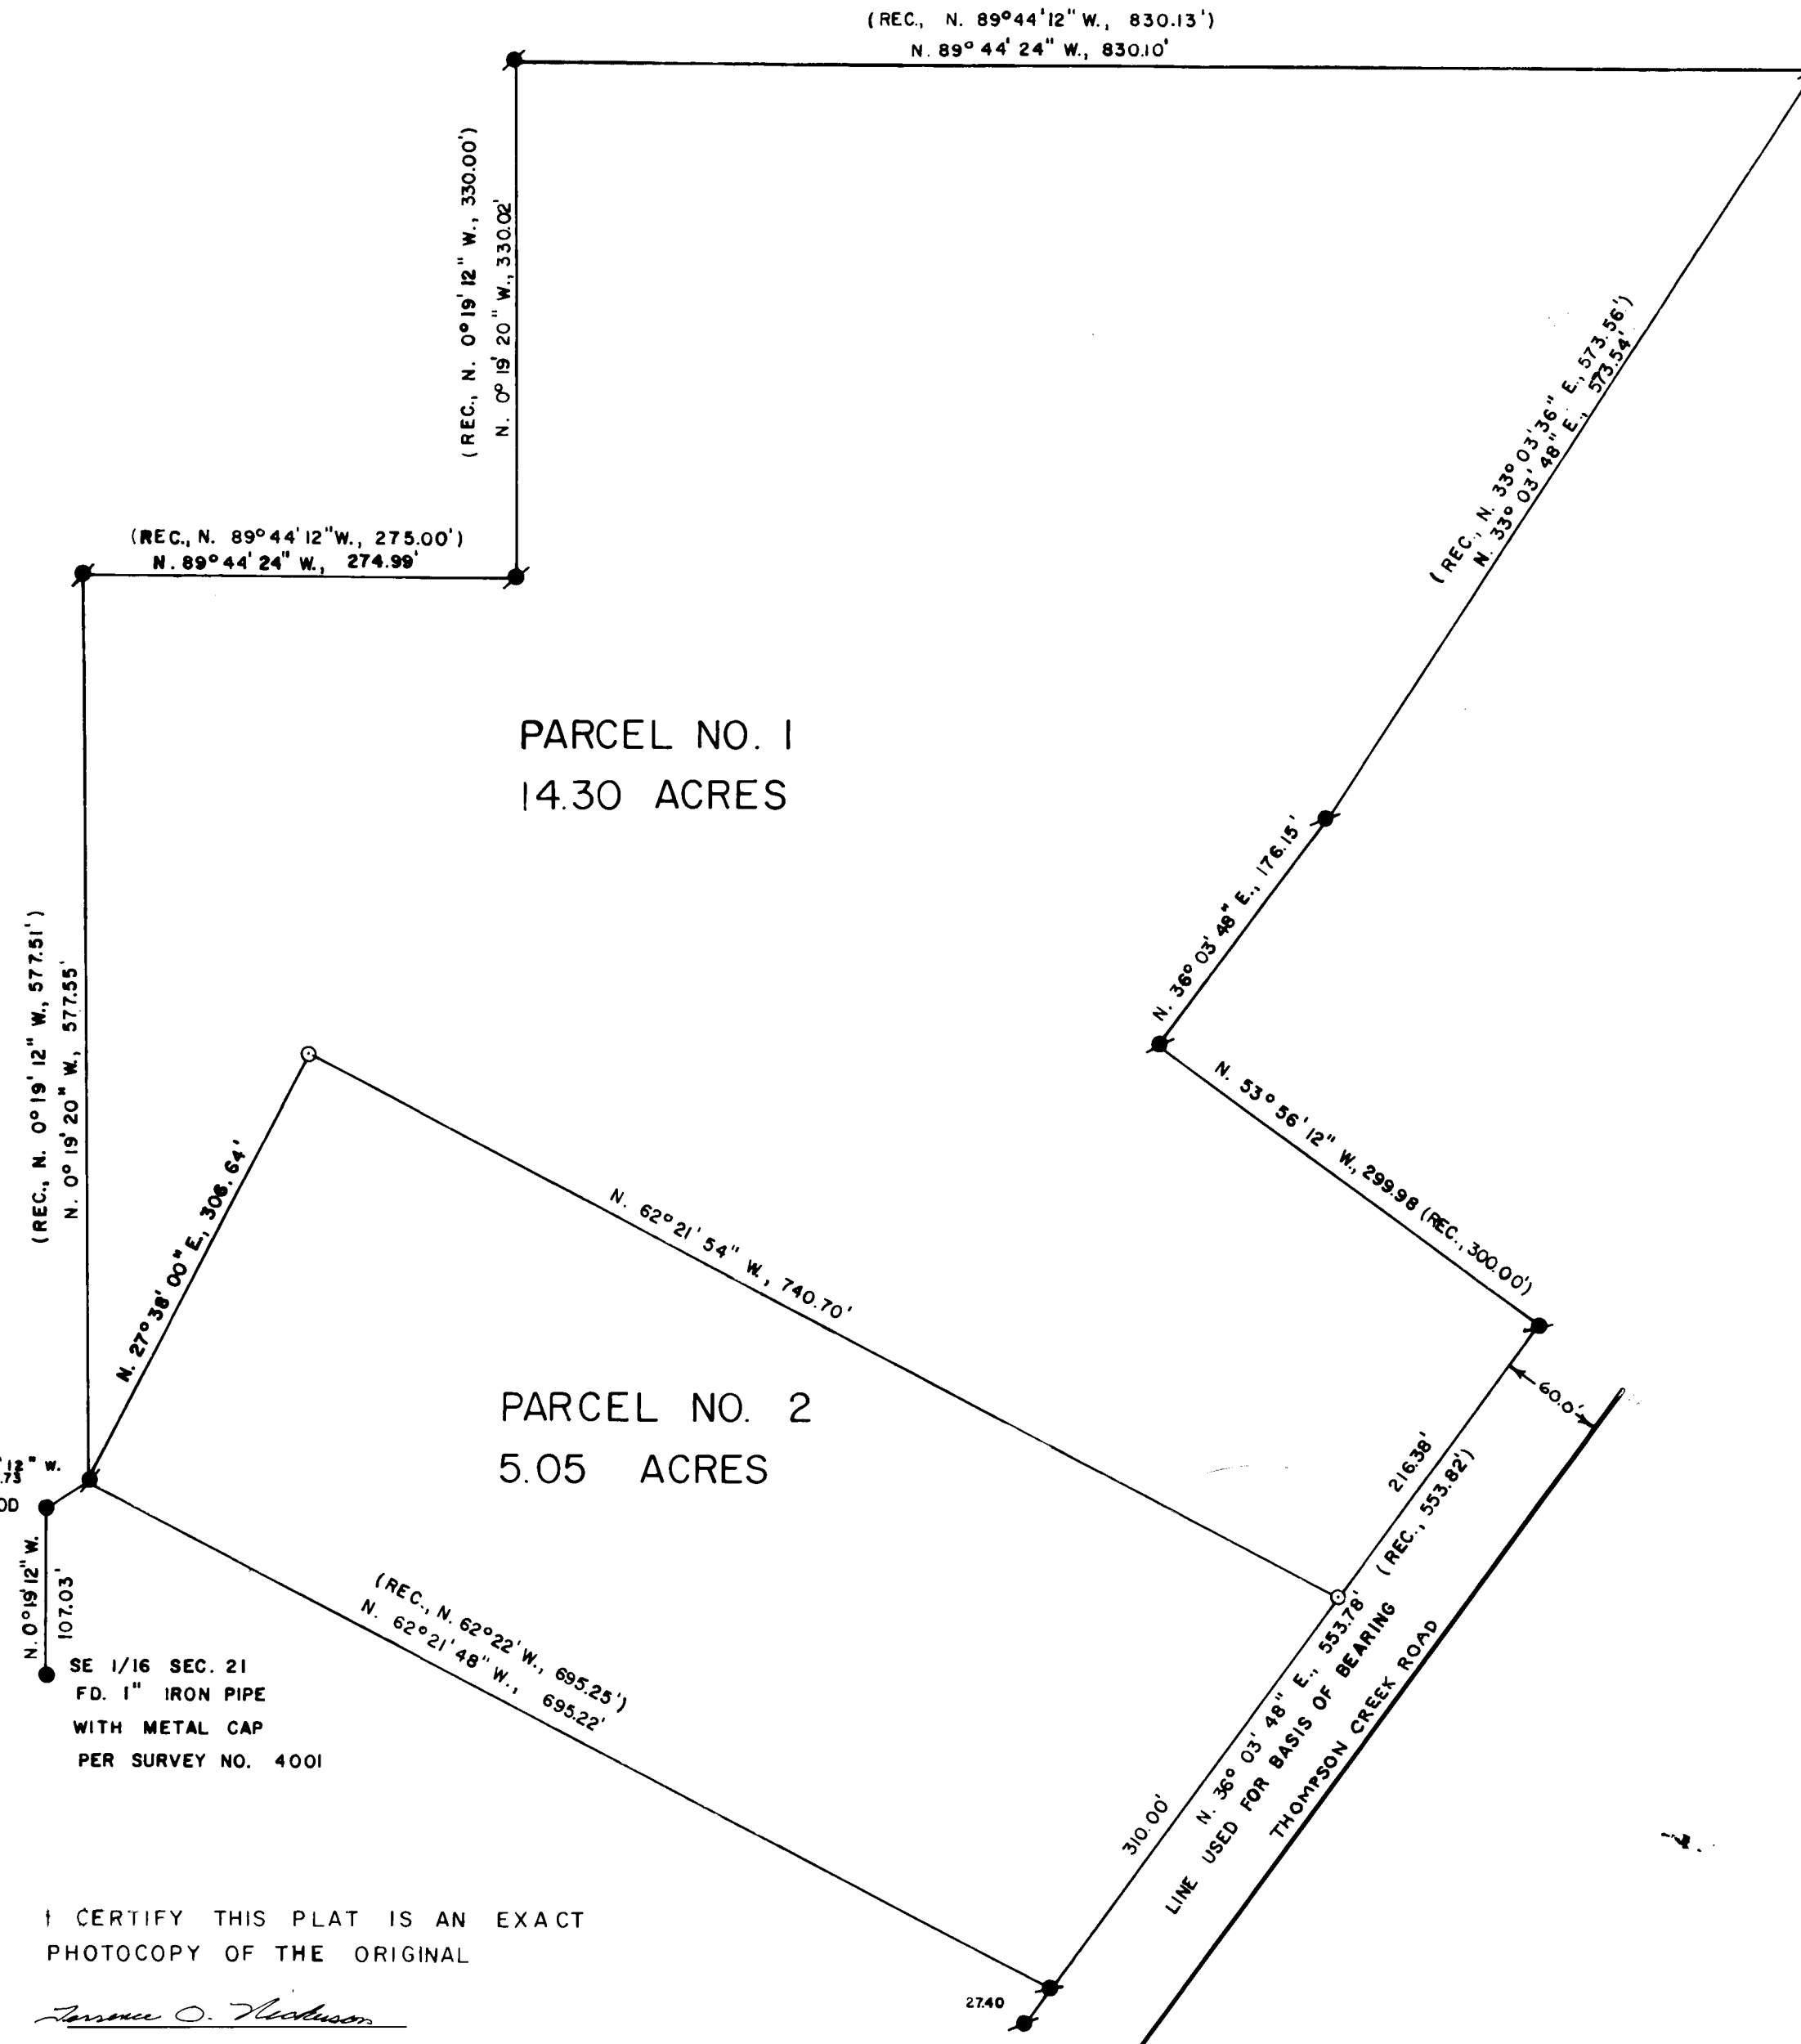 (REC., N. 89°44'12" W., 830.13')
N. 89° 44' 24" W., 830.10'
(REC., N. 0° 19' 12" W., 330.00')
N. 0° 19' 20" W., 330.02'
(REC., N. 89° 44' 12" W., 275.00')
N. 89° 44' 24" W., 274.99'
(REC., N. 33° 03' 36" E., 573.56')
N. 33° 03' 48" E., 573.54'
PARCEL NO. 1
14.30 ACRES
N. 36° 03' 48" E., 176.15'
(REC., N. 0° 19' 12" W., 577.51')
N. 0° 19' 20" W., 577.55'
N. 53° 56' 12" W., 299.98 (REC., 300.00')
N. 27° 38' 00" E., 306.64'
N. 62° 21' 54" W., 740.70'
60.0'
PARCEL NO. 2
5.05 ACRES
216.38'
N. 36° 03' 48" E., 553.78' (REC., 553.82')
LINE USED FOR BASIS OF BEARING
THOMPSON CREEK ROAD
310.00'
12" W.
.73
OD
N. 0° 19' 12" W.
107.03'
SE 1/16 SEC. 21
FD. 1" IRON PIPE
WITH METAL CAP
PER SURVEY NO. 4001
(REC., N. 62° 22' W., 695.25')
N. 62° 21' 48" W., 695.22'
27.40
I CERTIFY THIS PLAT IS AN EXACT
PHOTOCOPY OF THE ORIGINAL